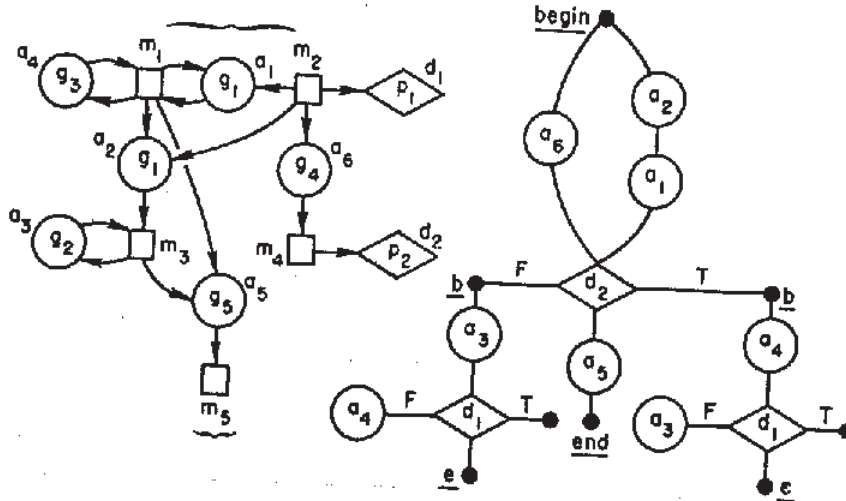 begin
a4 m1 a1 m2 d1
g3 g1 p1
a2 g1 g4 a6
a3 g2 m3 m4 p2 d2
g5 a5
m5
a6 a2
a1
b F d2 T b
a3 a5 a4
a4 F d1 T end a3 F d1 T
e e